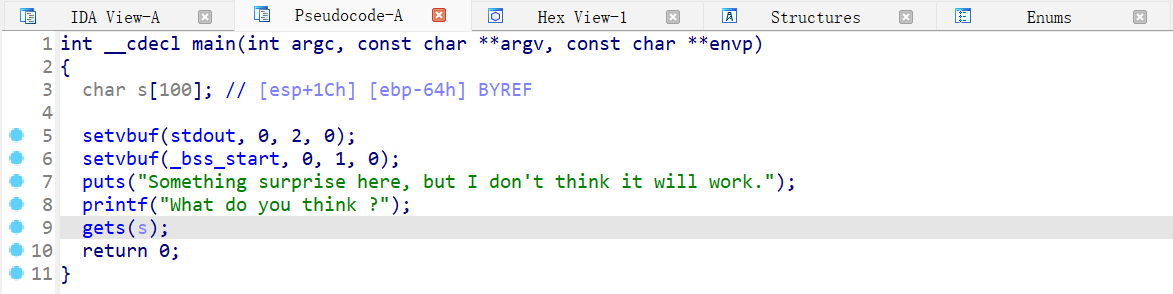 IDA View-A Pseudocode-A Hex View-1 Structures Enums
1 int __cdecl main(int argc, const char **argv, const char **envp)
2 {
3   char s[100]; // [esp+1Ch] [ebp-64h] BYREF
4
5   setvbuf(stdout, 0, 2, 0);
6   setvbuf(_bss_start, 0, 1, 0);
7   puts("Something surprise here, but I don't think it will work.");
8   printf("What do you think ?");
9   gets(s);
10   return 0;
11 }